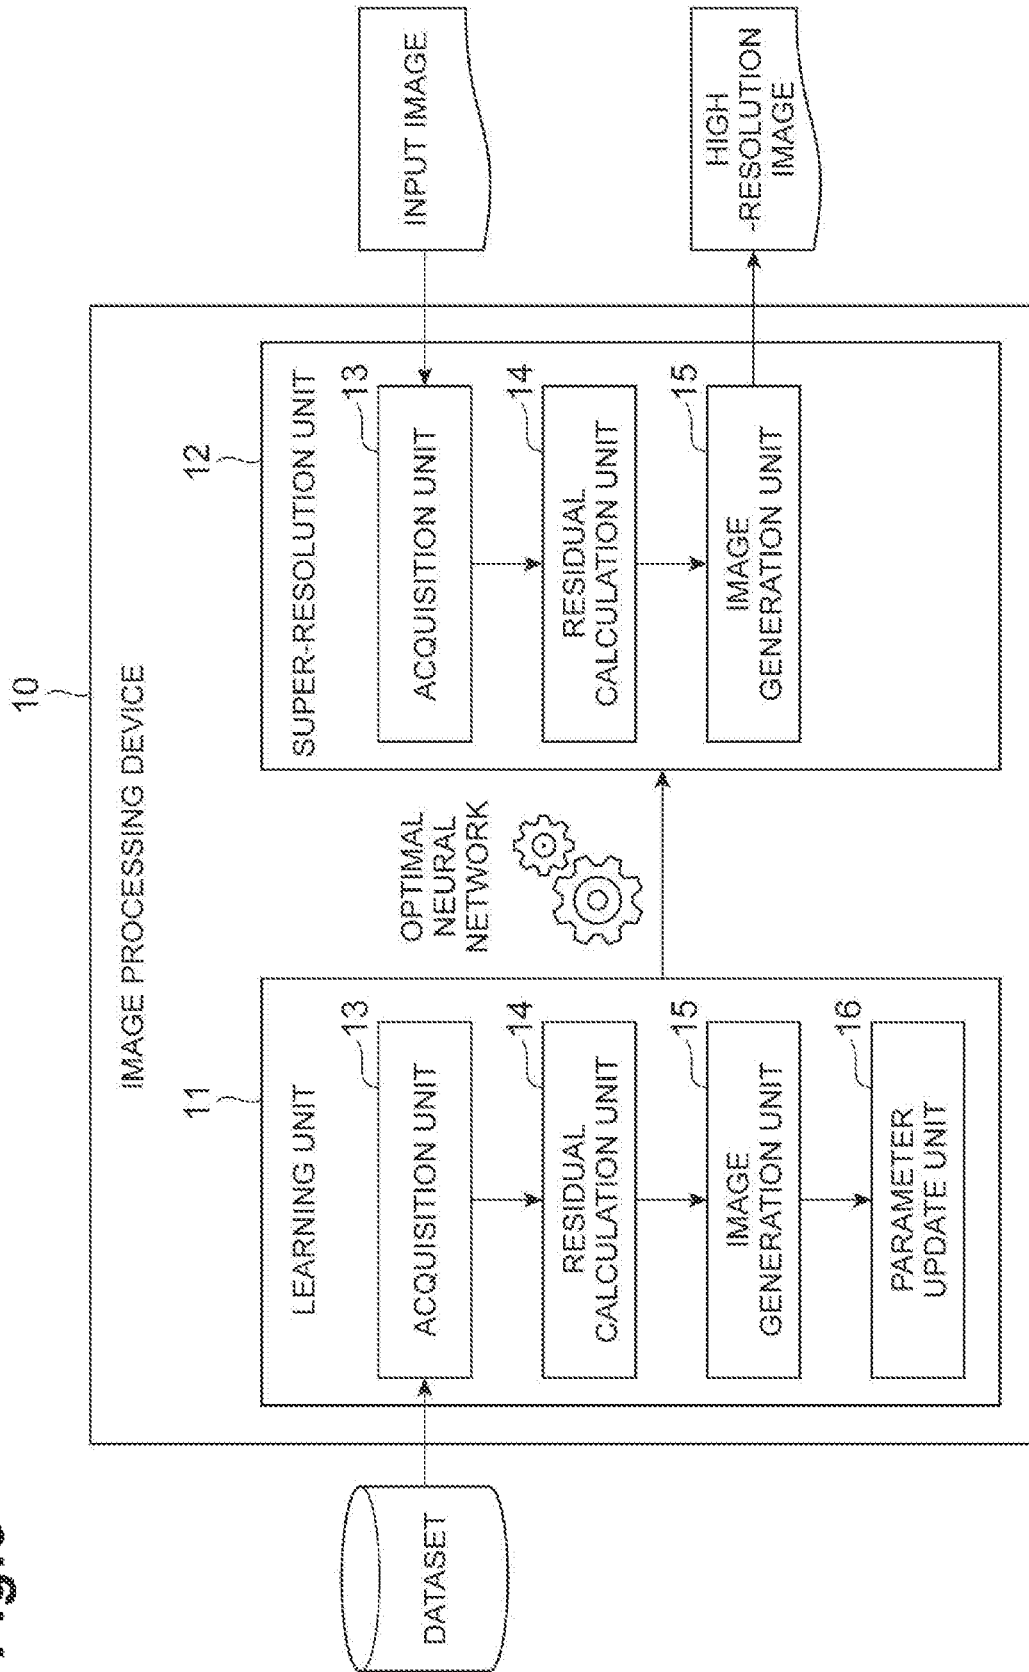 10
IMAGE PROCESSING DEVICE
DATASET
11
LEARNING UNIT
13
ACQUISITION UNIT
14
RESIDUAL
CALCULATION UNIT
15
IMAGE
GENERATION UNIT
16
PARAMETER
UPDATE UNIT
OPTIMAL
NEURAL
NETWORK
12
SUPER-RESOLUTION UNIT
13
ACQUISITION UNIT
14
RESIDUAL
CALCULATION UNIT
15
IMAGE
GENERATION UNIT
INPUT IMAGE
HIGH
-RESOLUTION
IMAGE